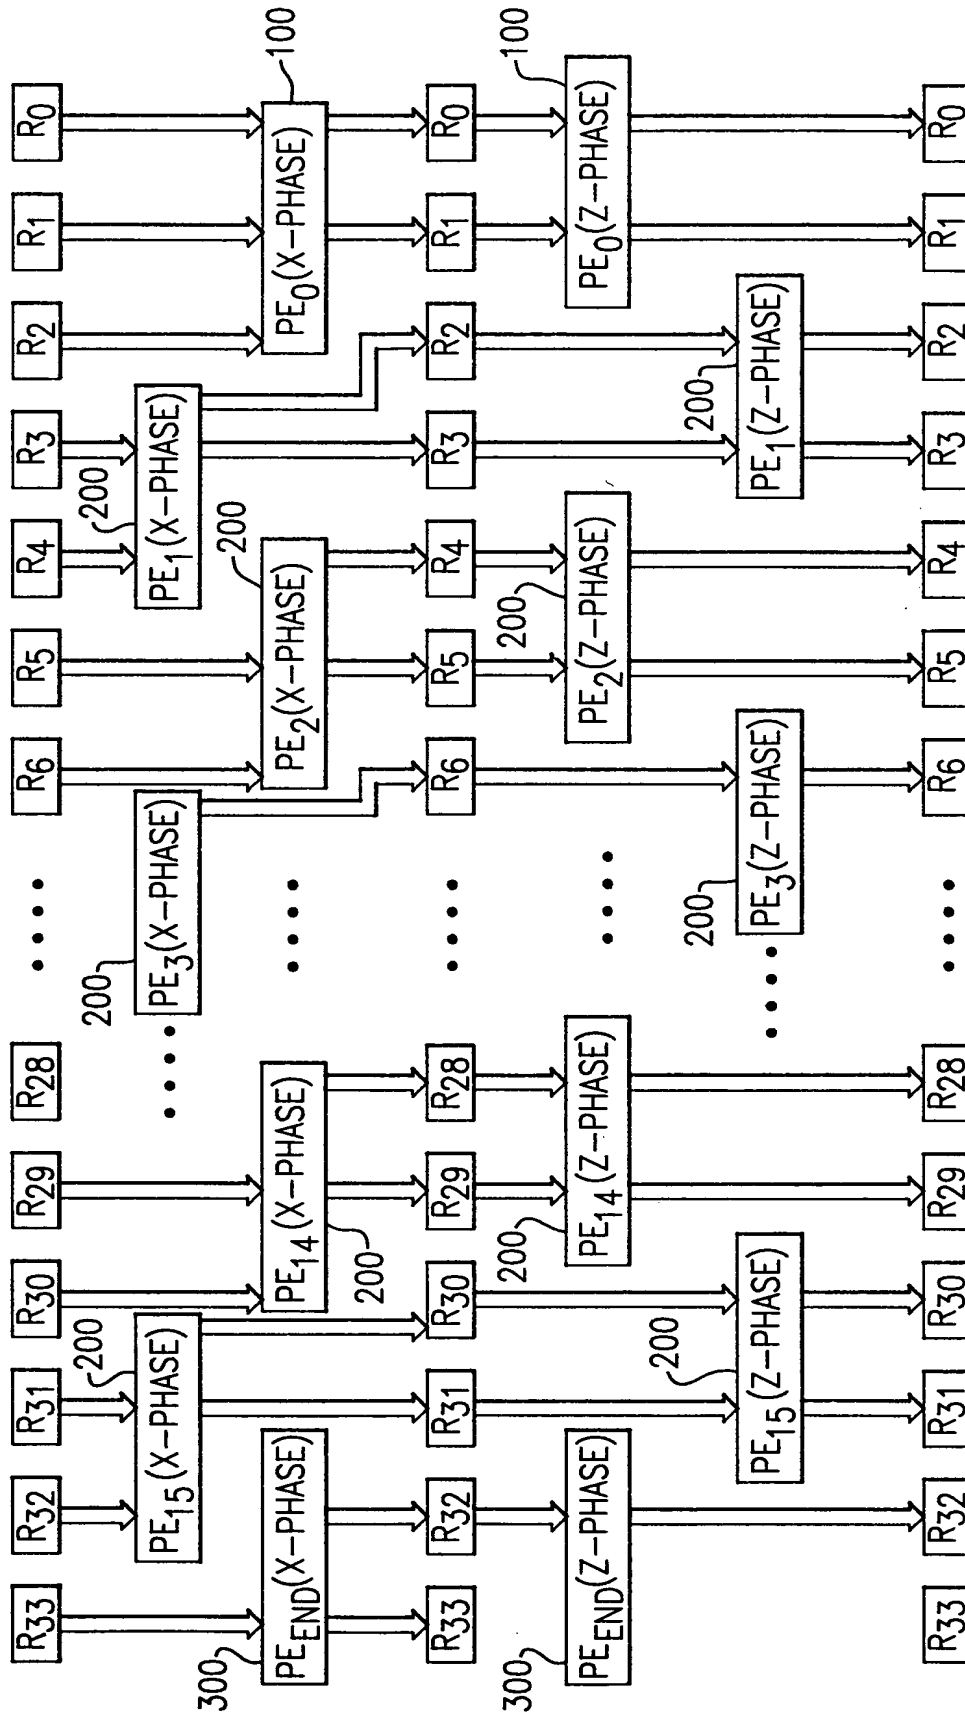 R33 R32 R31 R30 R29 R28 R6 R5 R4 R3 R2 R1 R0
200 200 200
PE15(X-PHASE) PE3(X-PHASE) PE1(X-PHASE)
300 200 200 100
PEEND(X-PHASE) PE14(X-PHASE) PE2(X-PHASE) PE0(X-PHASE)
R33 R32 R31 R30 R29 R28 R6 R5 R4 R3 R2 R1 R0
300 200 200 100
PEEND(Z-PHASE) PE14(Z-PHASE) PE2(Z-PHASE) PE0(Z-PHASE)
200 200 200
PE15(Z-PHASE) PE3(Z-PHASE) PE1(Z-PHASE)
R33 R32 R31 R30 R29 R28 R6 R5 R4 R3 R2 R1 R0